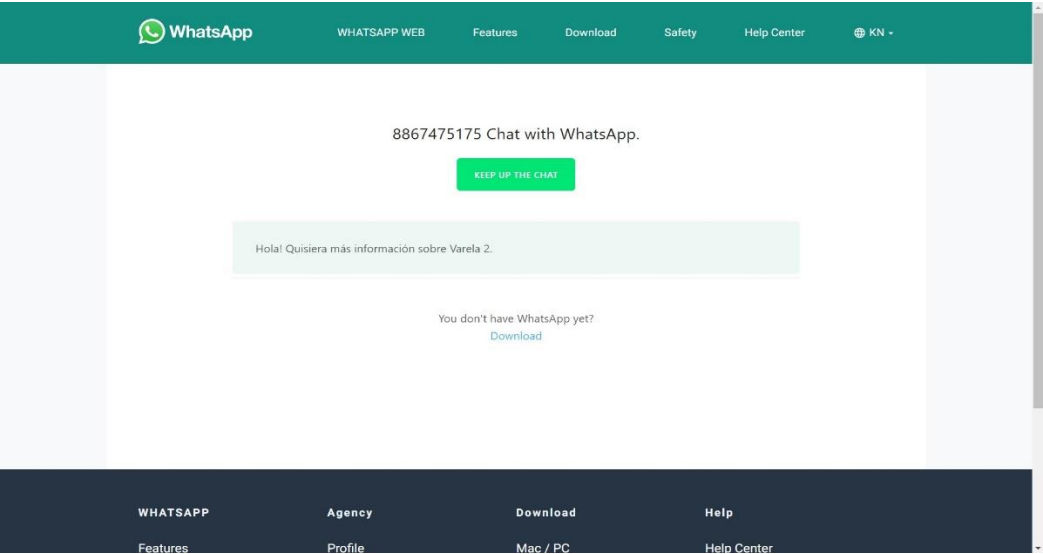 WhatsApp
WHATSAPP WEB Features Download Safety Help Center KN
8867475175 Chat with WhatsApp.
KEEP UP THE CHAT
Hola! Quisiera más información sobre Varela 2.
You don't have WhatsApp yet?
Download
WHATSAPP Agency Download Help
Features Profile Mac / PC Help Center